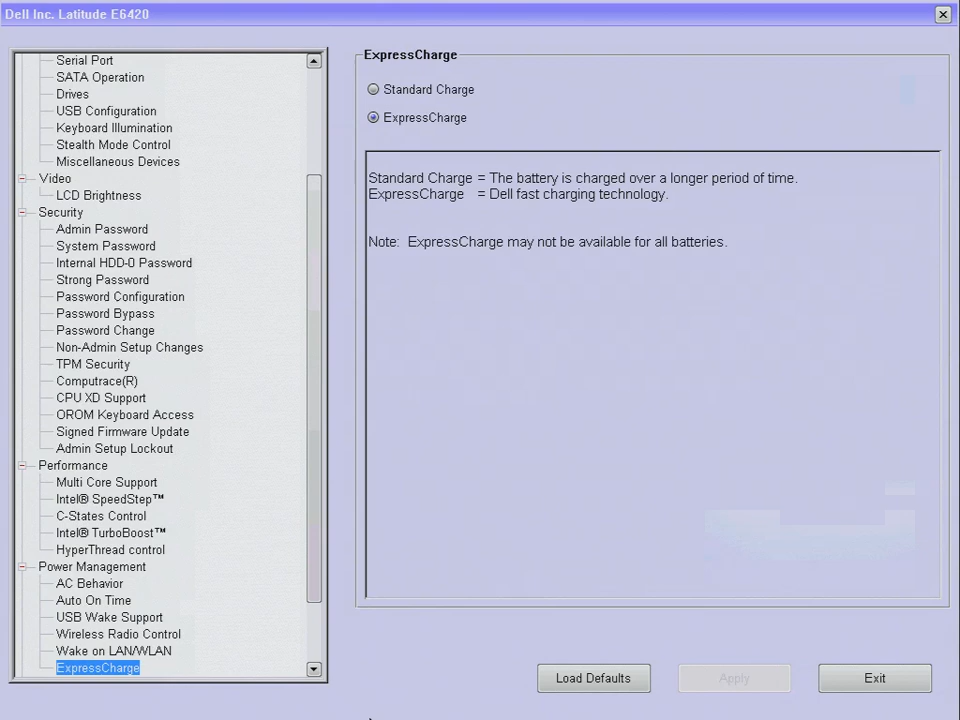 Dell Inc. Latitude E6420
Serial Port
SATA Operation
Drives
USB Configuration
Keyboard Illumination
Stealth Mode Control
Miscellaneous Devices
Video
LCD Brightness
Security
Admin Password
System Password
Internal HDD-0 Password
Strong Password
Password Configuration
Password Bypass
Password Change
Non-Admin Setup Changes
TPM Security
Computrace(R)
CPU XD Support
OROM Keyboard Access
Signed Firmware Update
Admin Setup Lockout
Performance
Multi Core Support
Intel® SpeedStep™
C-States Control
Intel® TurboBoost™
HyperThread control
Power Management
AC Behavior
Auto On Time
USB Wake Support
Wireless Radio Control
Wake on LAN/WLAN
ExpressCharge
ExpressCharge
Standard Charge
ExpressCharge
Standard Charge = The battery is charged over a longer period of time.
ExpressCharge = Dell fast charging technology.
Note: ExpressCharge may not be available for all batteries.
Load Defaults
Apply
Exit